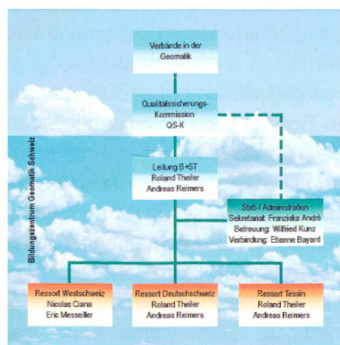 Verbände in der
Geomatik
Qualitätssicherungs-
Kommission
QS-K
Leitung B+ST
Roland Theiler
Andreas Reimers
Stab / Administration
Sekretariat: Franziska André
Betreuung: Wilfried Kunz
Verbindung: Etienne Bayard
Bildungszentrum Geomatik Schweiz
Ressort Westschweiz
Nicolas Ciana
Eric Messeiller
Ressort Deutschschweiz
Roland Theiler
Andreas Reimers
Ressort Tessin
Roland Theiler
Andreas Reimers